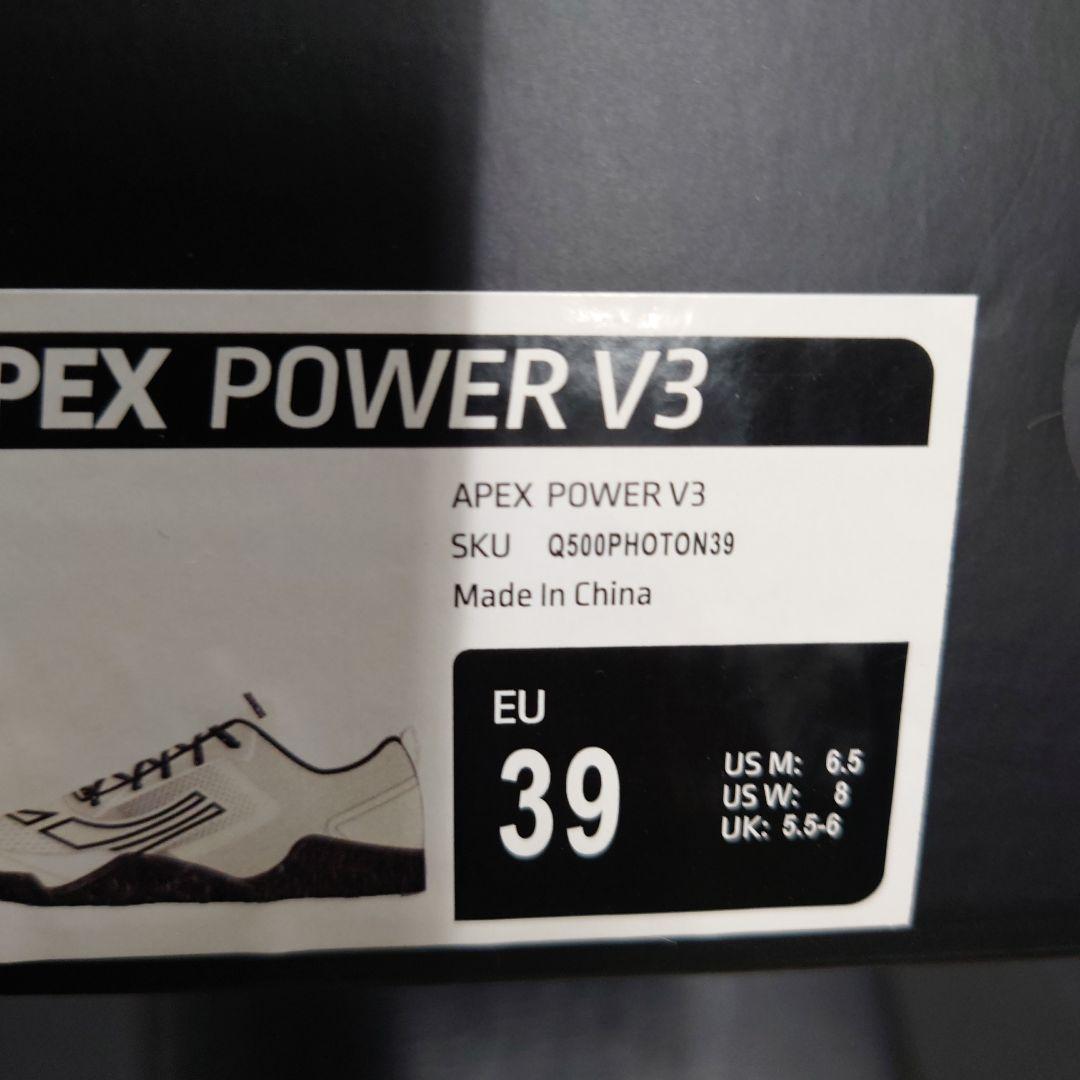 PEX POWER V3
APEX POWER V3
SKU Q500PHOTON39
Made In China
EU
39
US M: 6.5
US W: 8
UK: 5.5-6